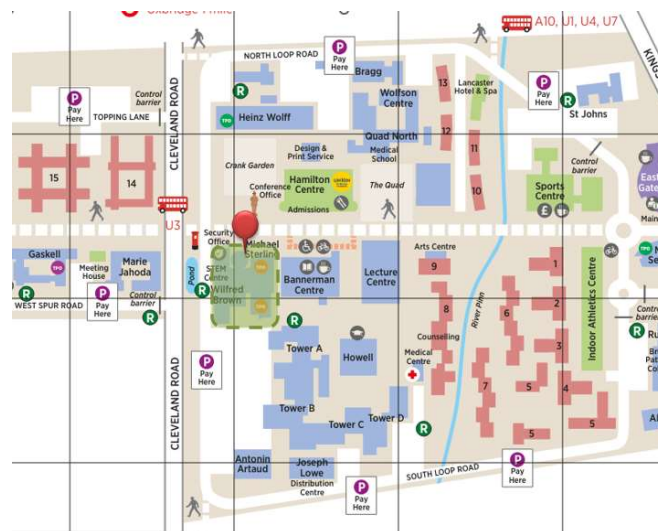 Uxbridge 1 mile
A10, U1, U4, U7
NORTH LOOP ROAD
P
Pay
Here
Bragg
Wolfson
Centre
13
Lancaster
Hotel & Spa
P
Pay
Here
R
St Johns
KINGS
Control
barrier
P
Pay
Here
TOPPING LANE
CLEVELAND ROAD
R
Heinz Wolff
Quad North
12
Design &
Print Service
Medical
School
11
Control
barrier
15
14
Crank Garden
Conference
Office
Hamilton
Centre
The Quad
Admissions
10
Sports
Centre
£
East
Gate
Main
U3
Security
Office
Michael
Sterling
Gaskell
Meeting
House
Marie
Jahoda
Pond
STEM
Centre
Wilfred
Brown
Bannerman
Centre
Lecture
Centre
Arts Centre
9
1
Indoor Athletics Centre
R
P
Pay
Here
WEST SPUR ROAD
Control
barrier
R
R
R
8
River Pinn
6
2
Control
barrier
R
Tower A
Howell
Counselling
3
Medical
Centre
P
Pay
Here
CLEVELAND ROAD
7
5
4
Tower B
Tower C
Tower D
R
5
5
Antonin
Artaud
Joseph
Lowe
Distribution
Centre
P
Pay
Here
SOUTH LOOP ROAD
P
Pay
Here